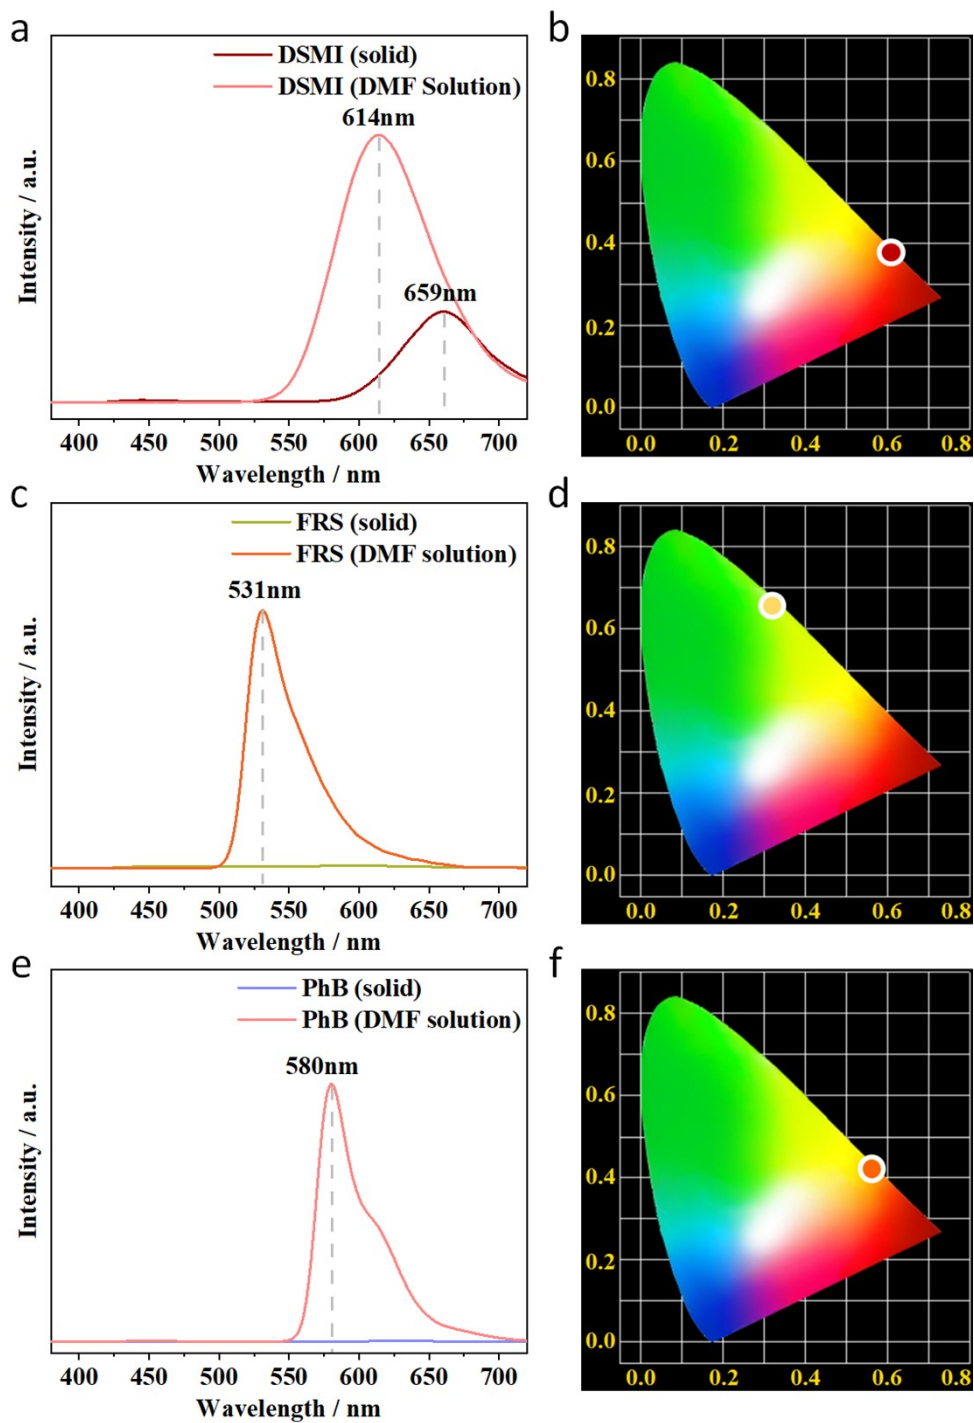 a
DSMI (solid)
DSMI (DMF Solution)
614nm
659nm
Intensity / a.u.
400 450 500 550 600 650 700
Wavelength / nm
b
0.8
0.6
0.4
0.2
0.0
0.0 0.2 0.4 0.6 0.8
c
FRS (solid)
FRS (DMF solution)
531nm
Intensity / a.u.
400 450 500 550 600 650 700
Wavelength / nm
d
0.8
0.6
0.4
0.2
0.0
0.0 0.2 0.4 0.6 0.8
e
PhB (solid)
PhB (DMF solution)
580nm
Intensity / a.u.
400 450 500 550 600 650 700
Wavelength / nm
f
0.8
0.6
0.4
0.2
0.0
0.0 0.2 0.4 0.6 0.8